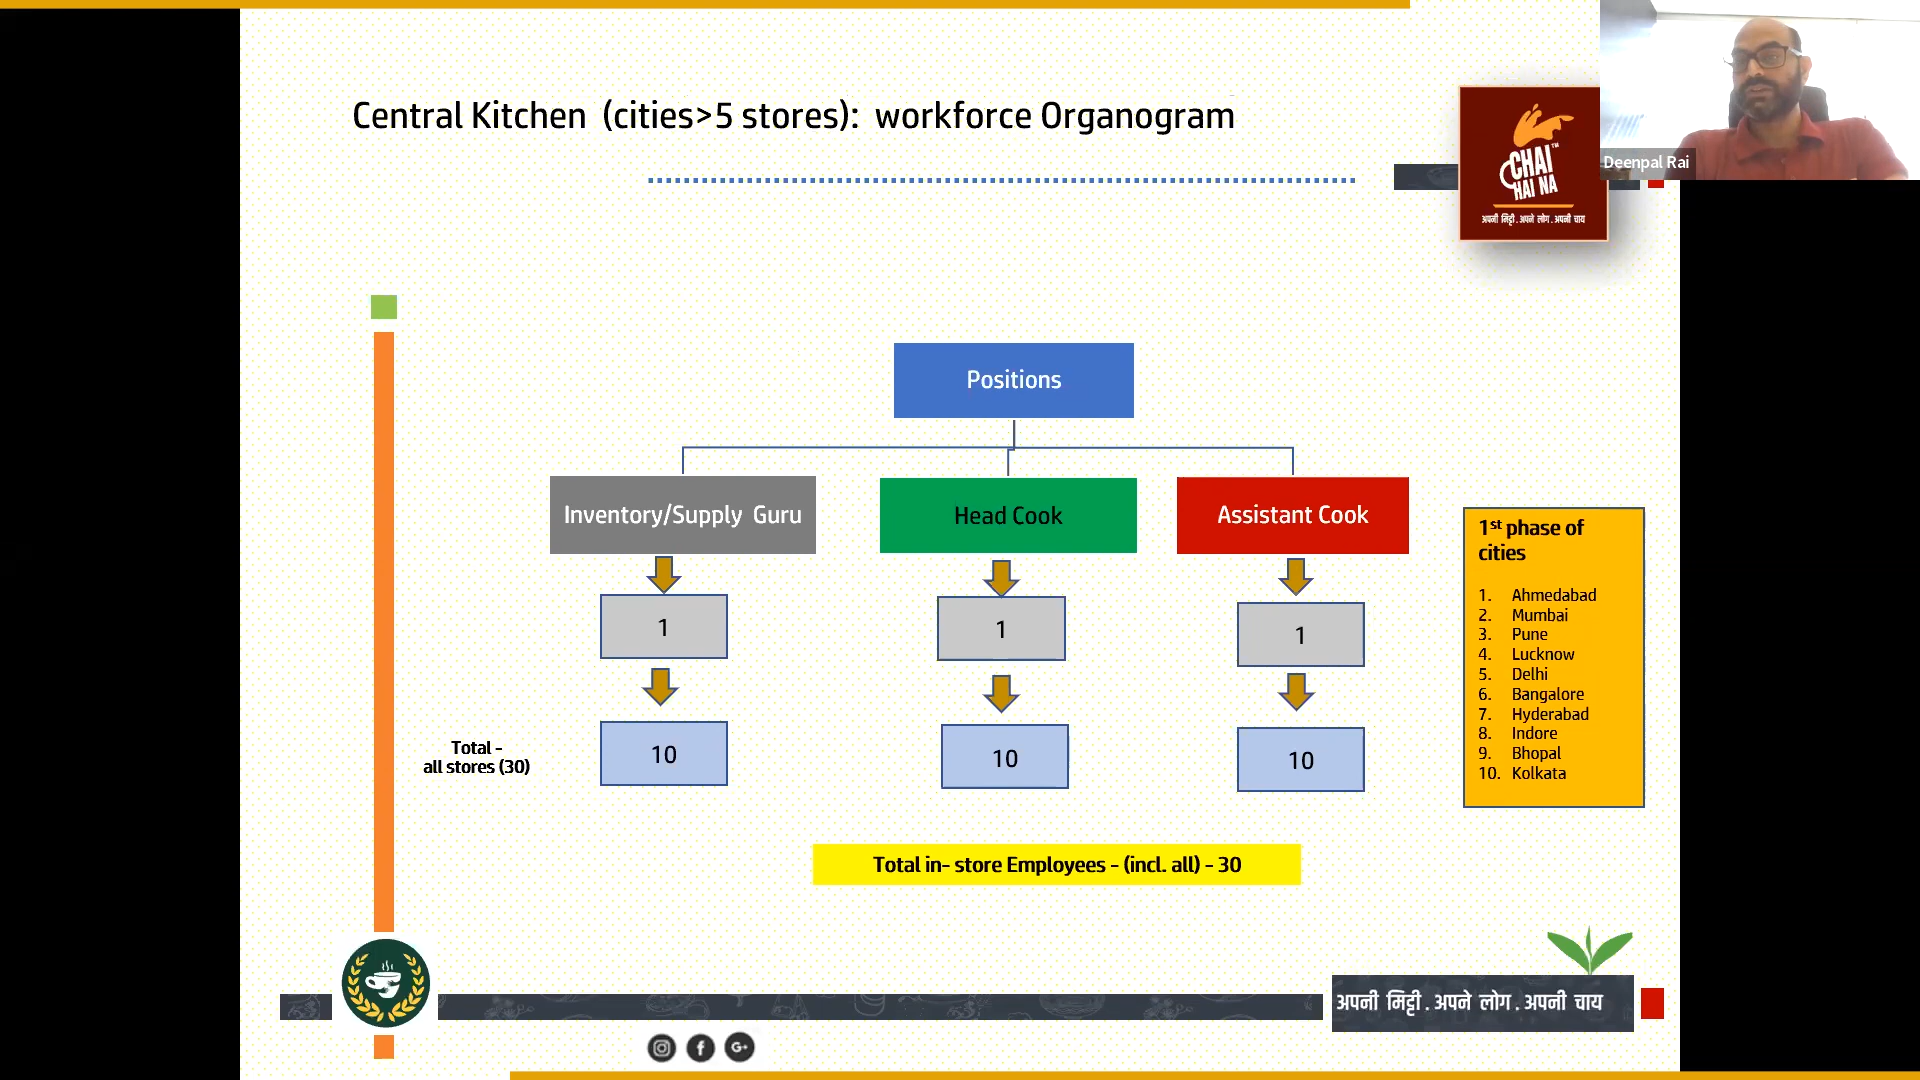 Central Kitchen (cities>5 stores): workforce Organogram
Deenpal Rai
CHAI™
HAI NA
अपनी मिट्टी . अपने लोग . अपनी चाय
Positions
Inventory/Supply Guru
Head Cook
Assistant Cook
1
1
1
Total -
all stores (30)
10
10
10
1st phase of
cities
1. Ahmedabad
2. Mumbai
3. Pune
4. Lucknow
5. Delhi
6. Bangalore
7. Hyderabad
8. Indore
9. Bhopal
10. Kolkata
Total in- store Employees - (incl. all) - 30
अपनी मिट्टी . अपने लोग . अपनी चाय
G+